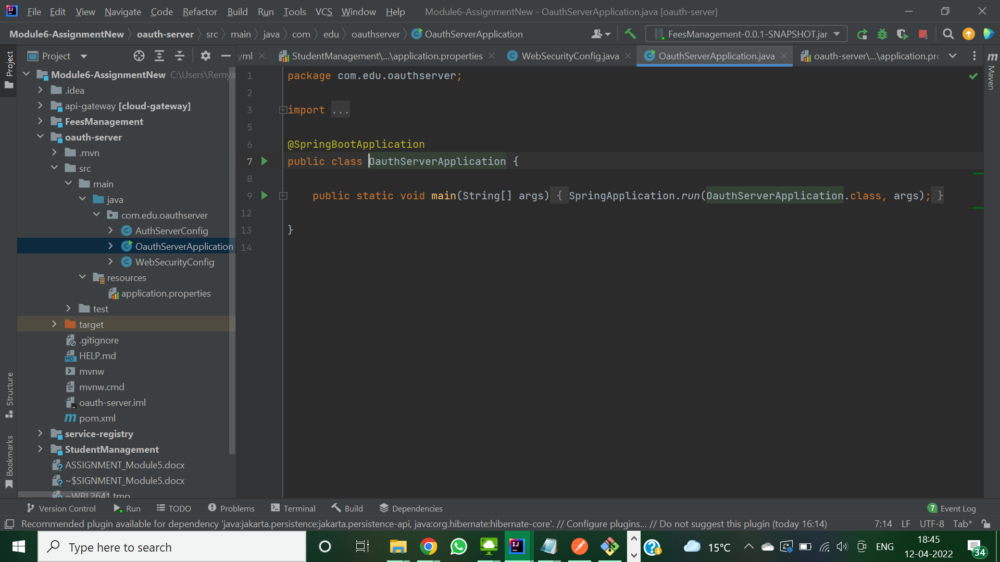 File Edit View Navigate Code Refactor Build Run Tools VCS Window Help Module6-AssignmentNew - OauthServerApplication.java [oauth-server]
Module6-AssignmentNew oauth-server src main java com edu oauthserver OauthServerApplication FeesManagement-0.0.1-SNAPSHOT.jar
Project yml StudentManagement\...\application.properties WebSecurityConfig.java OauthServerApplication.java oauth-server\...\application.prc
Project
Structure
Bookmarks
Module6-AssignmentNew C:\Users\Remya
.idea
api-gateway [cloud-gateway]
FeesManagement
oauth-server
.mvn
src
main
java
com.edu.oauthserver
AuthServerConfig
OauthServerApplication
WebSecurityConfig
resources
application.properties
test
target
.gitignore
HELP.md
mvnw
mvnw.cmd
oauth-server.iml
pom.xml
service-registry
StudentManagement
ASSIGNMENT_Module5.docx
~$SIGNMENT_Module5.docx
~WRL2641.tmp
1 package com.edu.oauthserver;
2
3 import ...
5
6 @SpringBootApplication
7 public class OauthServerApplication {
8
9 public static void main(String[] args) { SpringApplication.run(OauthServerApplication.class, args); }
12
13 }
14
Maven
Version Control Run TODO Problems Terminal Build Dependencies 7 Event Log
Recommended plugin available for dependency 'java:jakarta.persistence:jakarta.persistence-api, java:org.hibernate:hibernate-core'. // Configure plugins... // Do not suggest this plugin (today 16:14) 7:14 LF UTF-8 Tab*
Type here to search 15°C ENG 18:45
12-04-2022 34